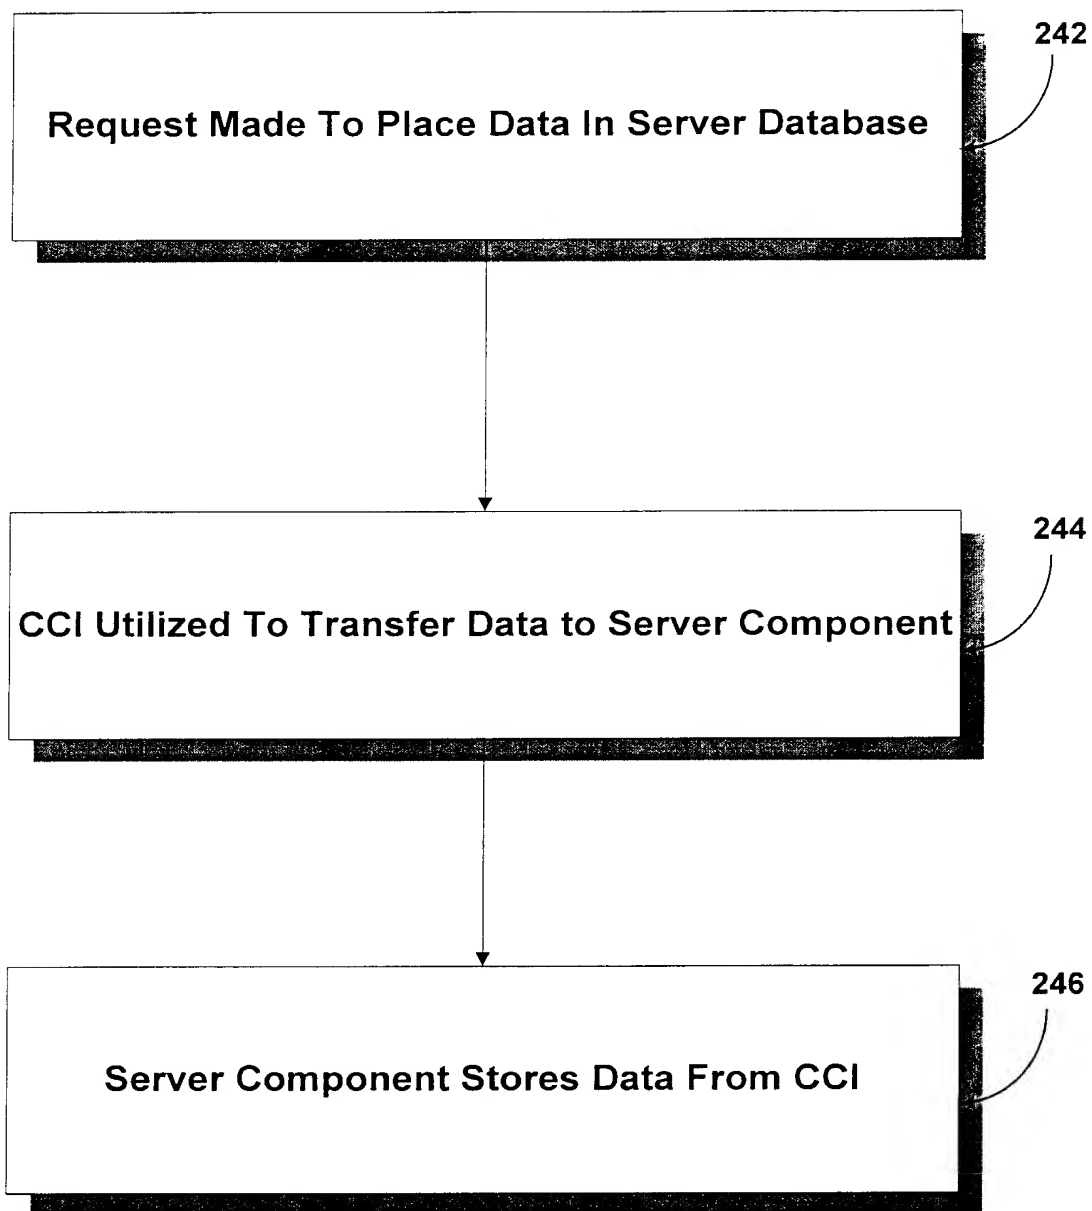 242
Request Made To Place Data In Server Database
244
CCI Utilized To Transfer Data to Server Component
246
Server Component Stores Data From CCI